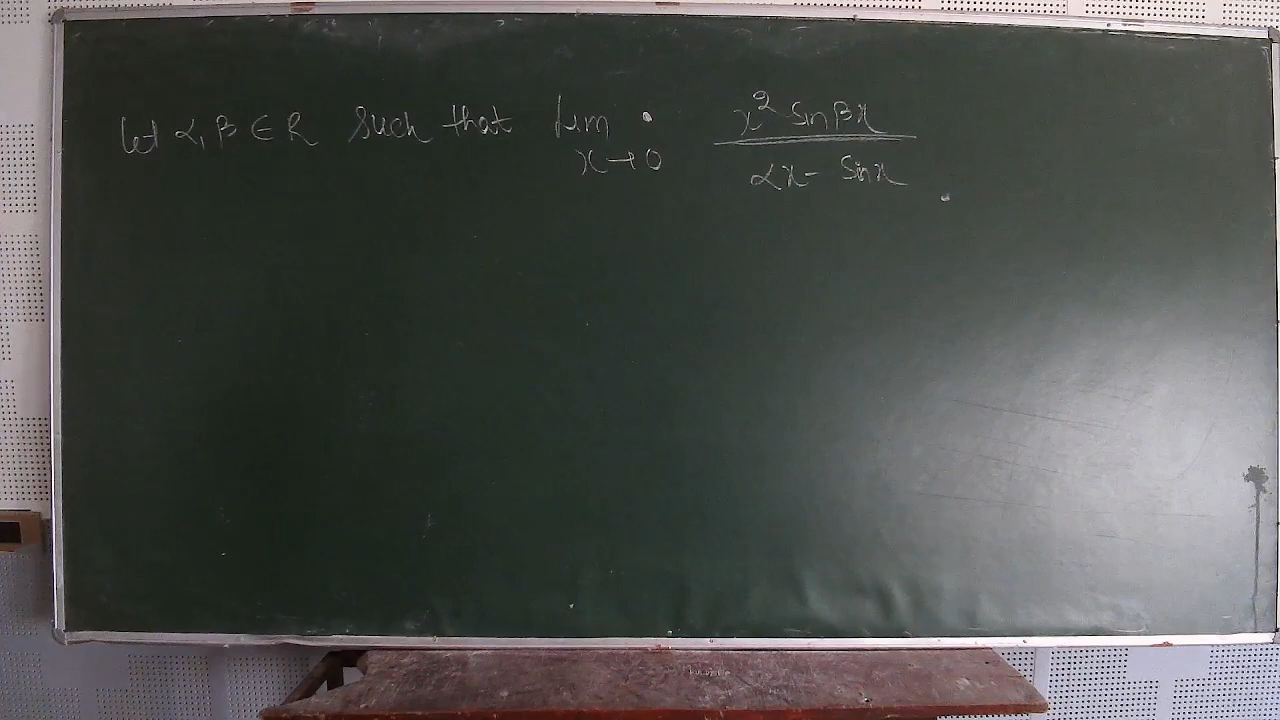 Let α, β ∈ R such that Lim x→0 x² Sinβx / αx - Sinx